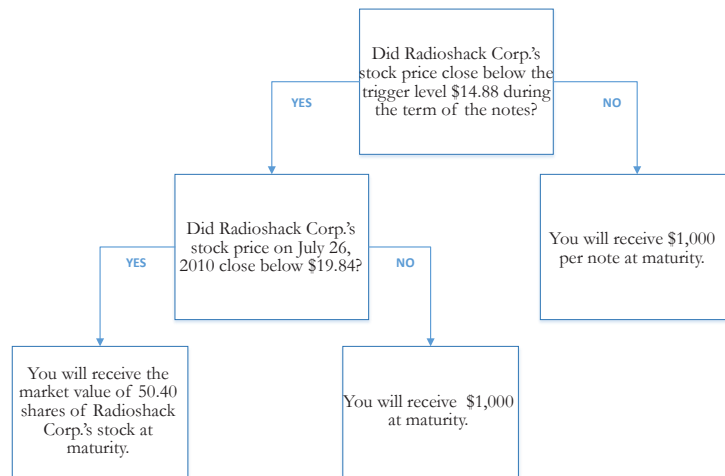 Did Radioshack Corp.'s
stock price close below the
trigger level $14.88 during
the term of the notes?
YES
NO
Did Radioshack Corp.'s
stock price on July 26,
2010 close below $19.84?
You will receive $1,000
per note at maturity.
YES
NO
You will receive the
market value of 50.40
shares of Radioshack
Corp.'s stock at
maturity.
You will receive $1,000
at maturity.